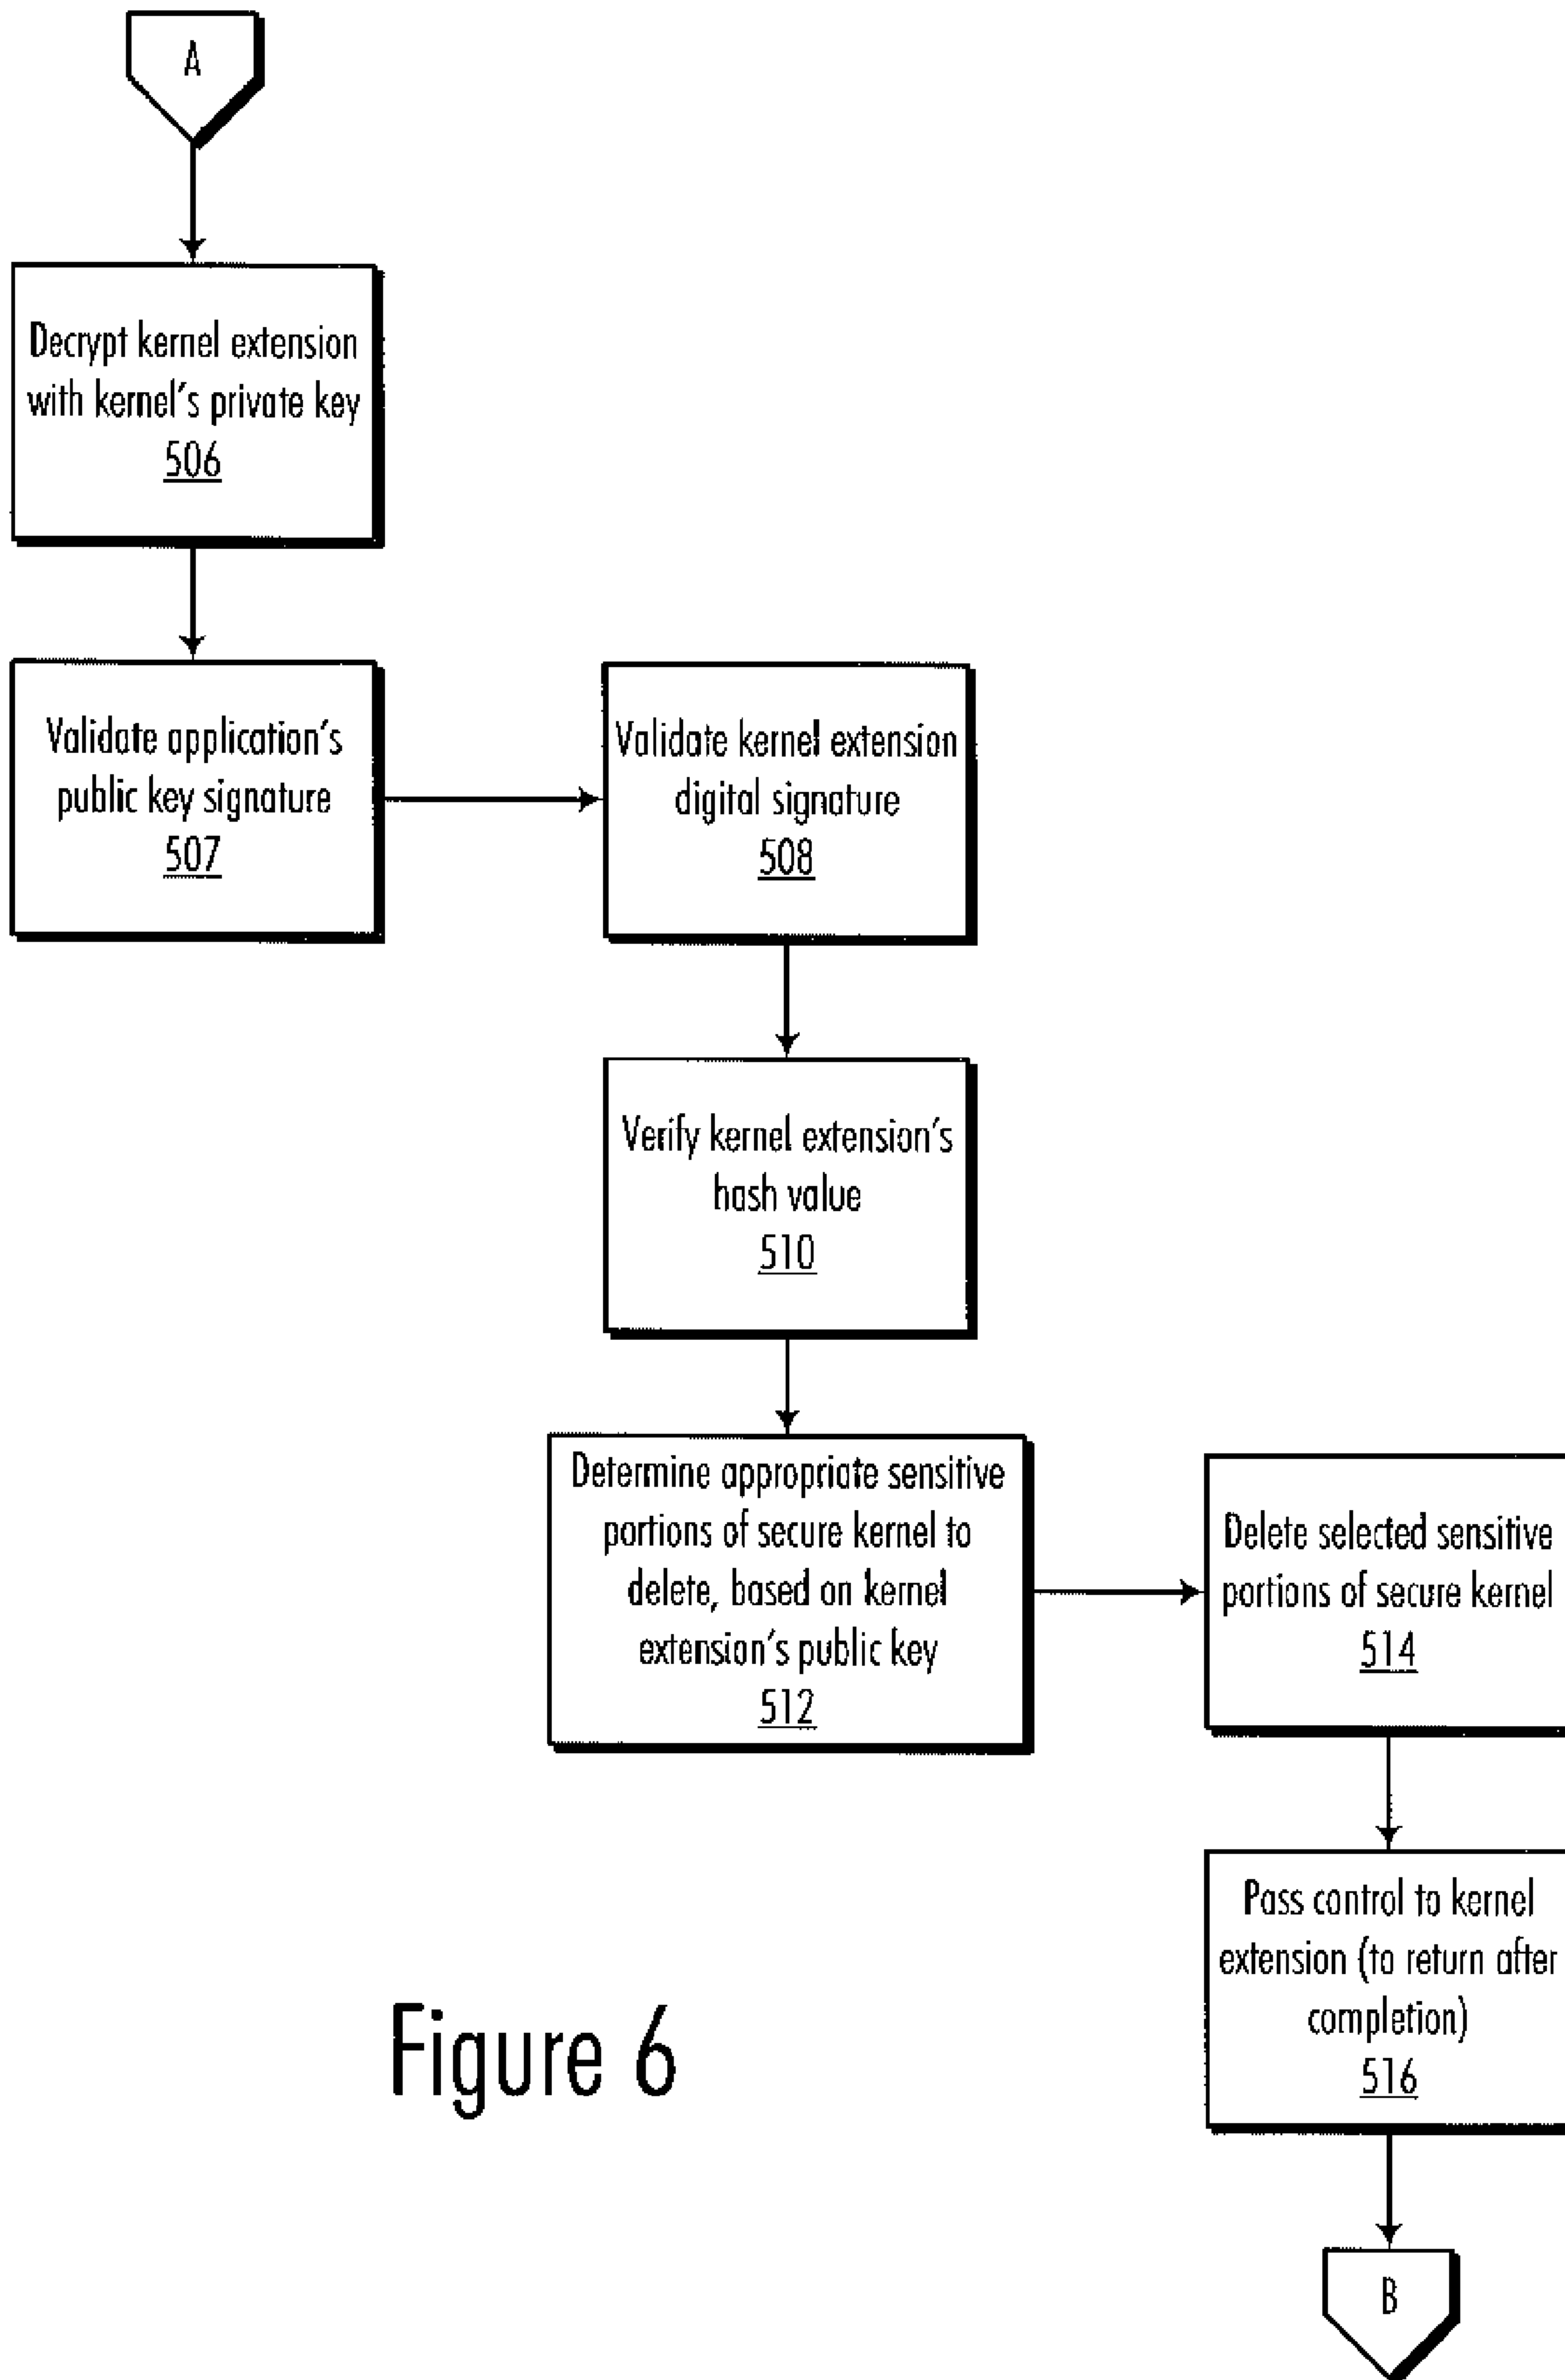 A
Decrypt kernel extension
with kernel's private key
506
Validate application's
public key signature
507
Validate kernel extension
digital signature
508
Verify kernel extension's
hash value
510
Determine appropriate sensitive
portions of secure kernel to
delete, based on kernel
extension's public key
512
Delete selected sensitive
portions of secure kernel
514
Pass control to kernel
extension (to return after
completion)
516
B
Figure 6